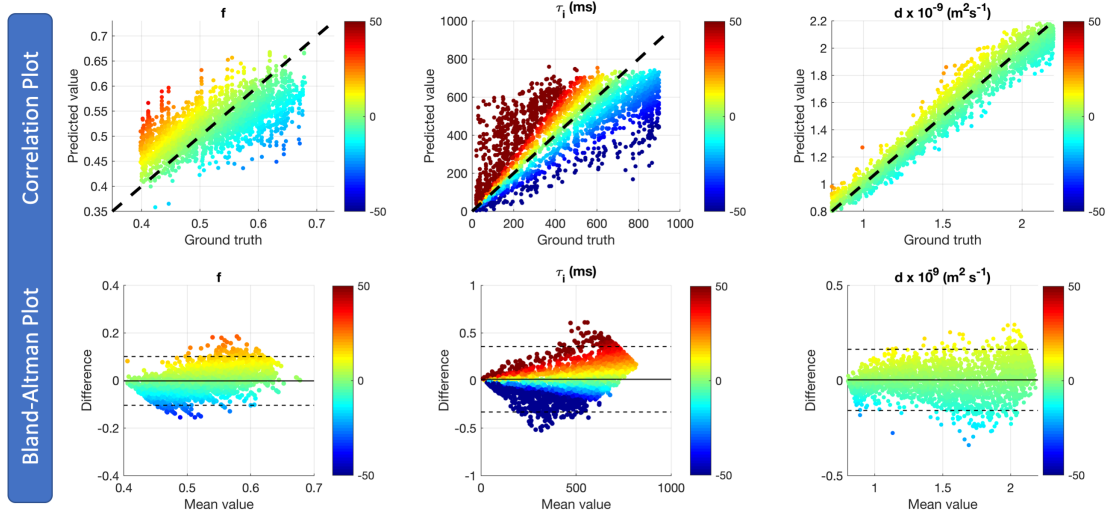 Correlation Plot
f
Predicted value
0.7
0.65
0.6
0.55
0.5
0.45
0.4
0.35
0.4 0.5 0.6 0.7
Ground truth
50
0
-50
τi (ms)
Predicted value
1000
800
600
400
200
0
0 200 400 600 800 1000
Ground truth
50
0
-50
d x 10-9 (m2s-1)
Predicted value
2.2
2
1.8
1.6
1.4
1.2
1
0.8
1 1.5 2
Ground truth
50
0
-50
Bland-Altman Plot
f
Difference
0.4
0.2
0
-0.2
-0.4
0.4 0.5 0.6 0.7
Mean value
50
0
-50
τi (ms)
Difference
1
0.5
0
-0.5
-1
0 500 1000
Mean value
50
0
-50
d x 10-9 (m2 s-1)
Difference
0.5
0
-0.5
1 1.5 2
Mean value
50
0
-50